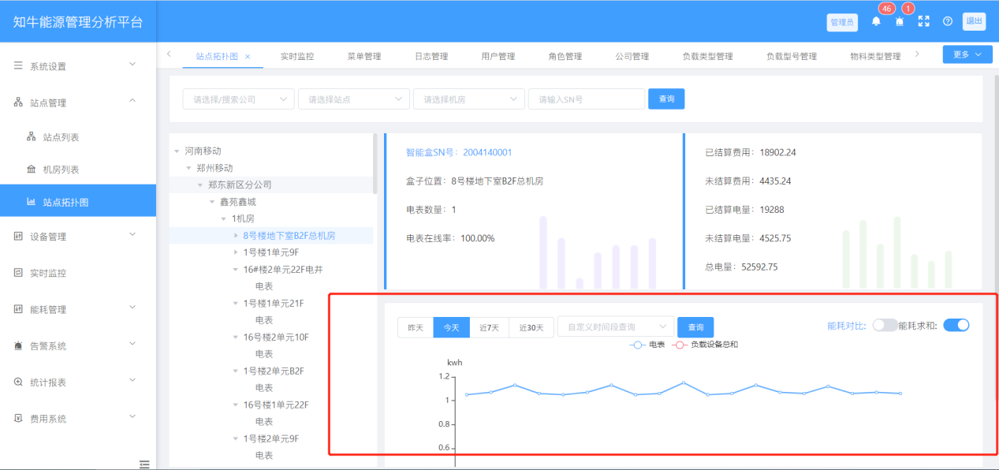 知牛能源管理分析平台
管理员
46
1
退出
系统设置
站点管理
站点列表
机房列表
站点拓扑图
设备管理
实时监控
能耗管理
告警系统
统计报表
费用系统
站点拓扑图 ×
实时监控
菜单管理
日志管理
用户管理
角色管理
公司管理
负载类型管理
负载型号管理
物料类型管理
更多
请选择/搜索公司
请选择站点
请选择机房
请输入SN号
查询
河南移动
郑州移动
郑东新区分公司
鑫苑鑫城
1机房
8号楼地下室B2F总机房
1号楼1单元9F
16#楼2单元22F电井
电表
1号楼1单元21F
电表
16号楼2单元10F
电表
1号楼2单元B2F
电表
16号楼1单元22F
电表
1号楼2单元9F
电表
智能盒SN号：2004140001
盒子位置：8号楼地下室B2F总机房
电表数量：1
电表在线率：100.00%
已结算费用：18902.24
未结算费用：4435.24
已结算电量：19288
未结算电量：4525.75
总电量：52592.75
昨天
今天
近7天
近30天
自定义时间段查询
查询
能耗对比:
能耗求和:
电表
负载设备总和
kwh
1.2
1
0.8
0.6